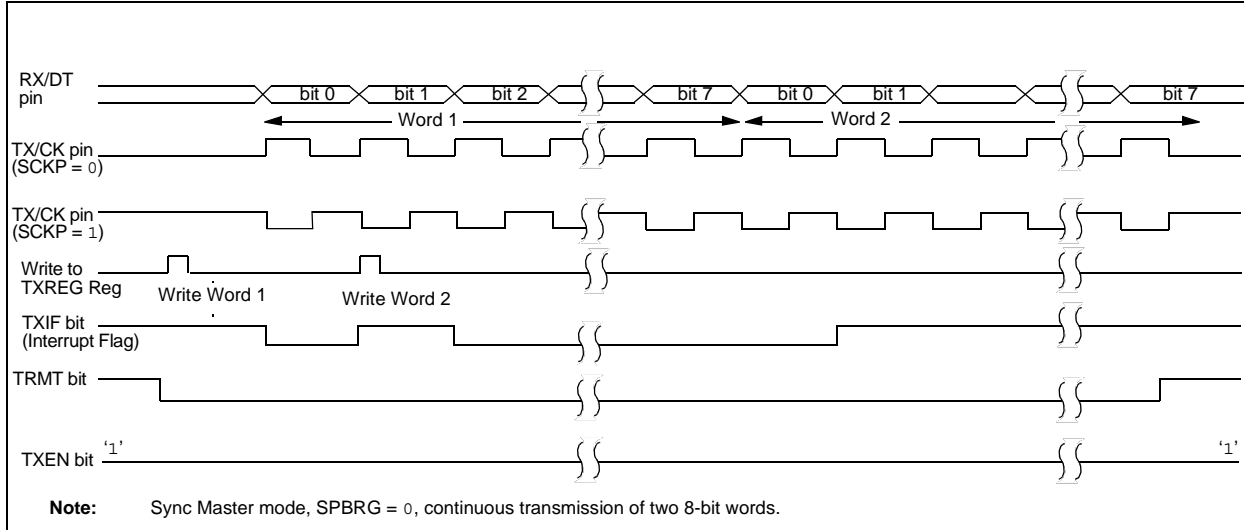 RX/DT
pin
bit 0 bit 1 bit 2 bit 7 bit 0 bit 1 bit 7
Word 1 Word 2
TX/CK pin
(SCKP = 0)
TX/CK pin
(SCKP = 1)
Write to
TXREG Reg
Write Word 1 Write Word 2
TXIF bit
(Interrupt Flag)
TRMT bit
‘1’ ‘1’
TXEN bit
Note: Sync Master mode, SPBRG = 0, continuous transmission of two 8-bit words.